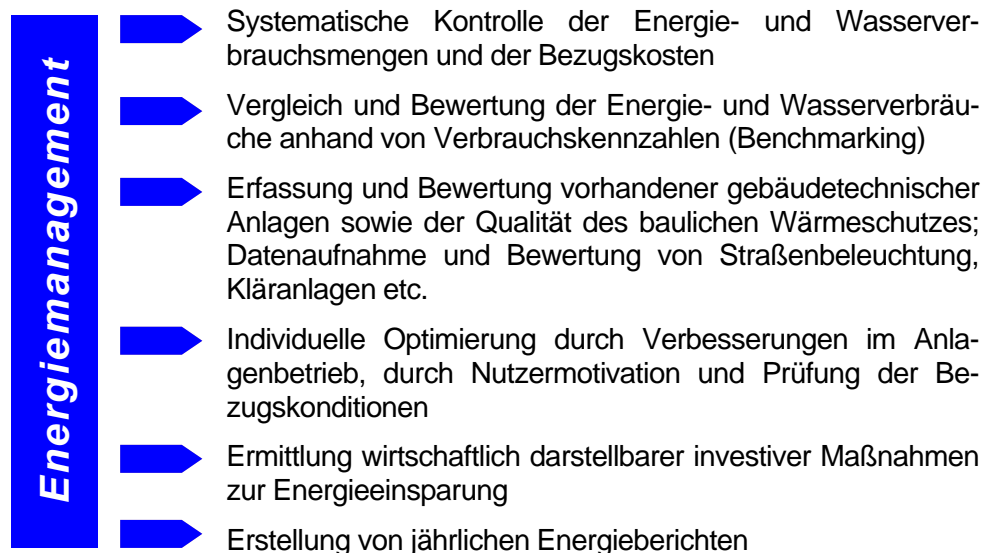 Energiemanagement
Systematische Kontrolle der Energie- und Wasserver-
brauchsmengen und der Bezugskosten
Vergleich und Bewertung der Energie- und Wasserverbräu-
che anhand von Verbrauchskennzahlen (Benchmarking)
Erfassung und Bewertung vorhandener gebäudetechnischer
Anlagen sowie der Qualität des baulichen Wärmeschutzes;
Datenaufnahme und Bewertung von Straßenbeleuchtung,
Kläranlagen etc.
Individuelle Optimierung durch Verbesserungen im Anla-
genbetrieb, durch Nutzermotivation und Prüfung der Be-
zugskonditionen
Ermittlung wirtschaftlich darstellbarer investiver Maßnahmen
zur Energieeinsparung
Erstellung von jährlichen Energieberichten